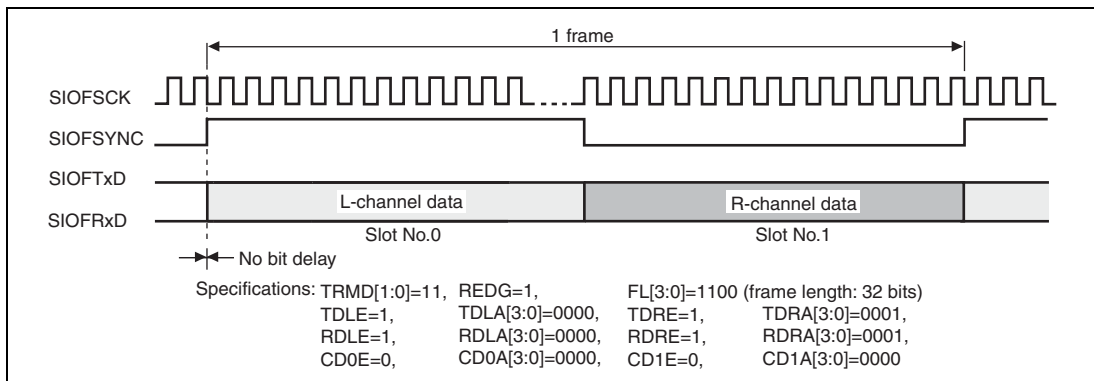 1 frame
SIOFSCK
SIOFSYNC
SIOFTxD
L-channel data R-channel data
SIOFRxD
Slot No.0 Slot No.1
No bit delay
Specifications: TRMD[1:0]=11, REDG=1, FL[3:0]=1100 (frame length: 32 bits)
TDLE=1, TDLA[3:0]=0000, TDRE=1, TDRA[3:0]=0001,
RDLE=1, RDLA[3:0]=0000, RDRE=1, RDRA[3:0]=0001,
CD0E=0, CD0A[3:0]=0000, CD1E=0, CD1A[3:0]=0000